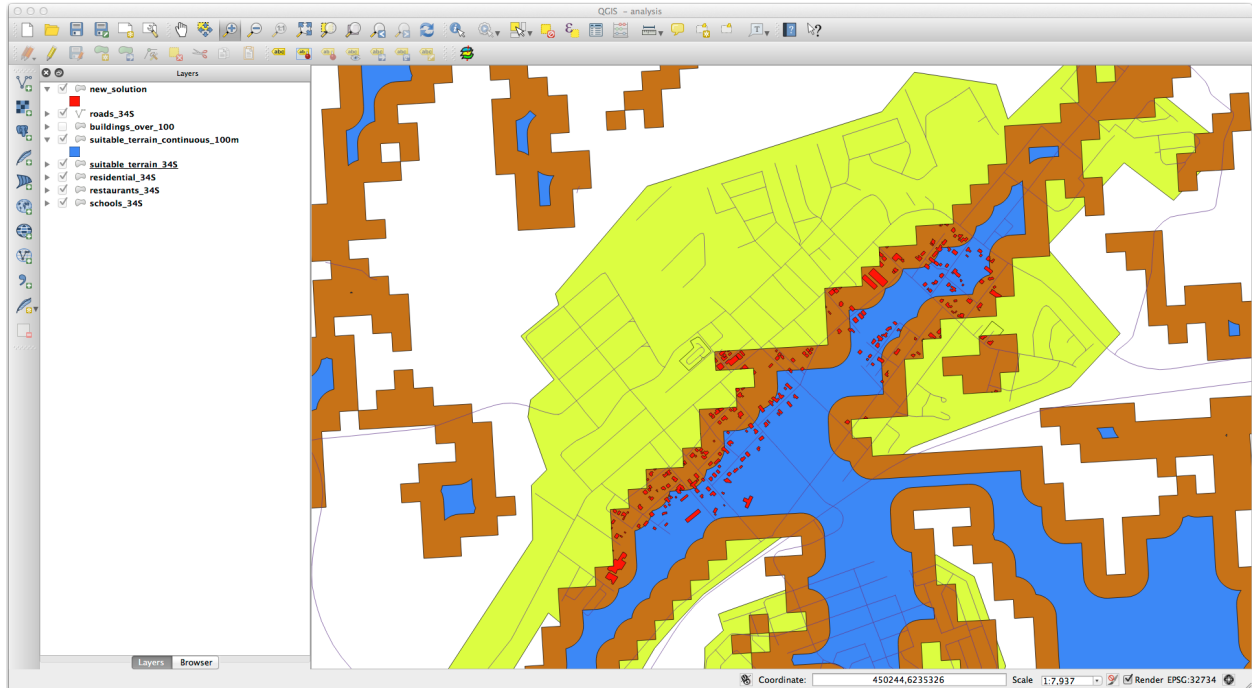 QGIS - analysis
abc
Layers
new_solution
roads_34S
buildings_over_100
suitable_terrain_continuous_100m
suitable_terrain_34S
residential_34S
restaurants_34S
schools_34S
Layers Browser
Coordinate: 450244,6235326 Scale 1:7,937 Render EPSG:32734